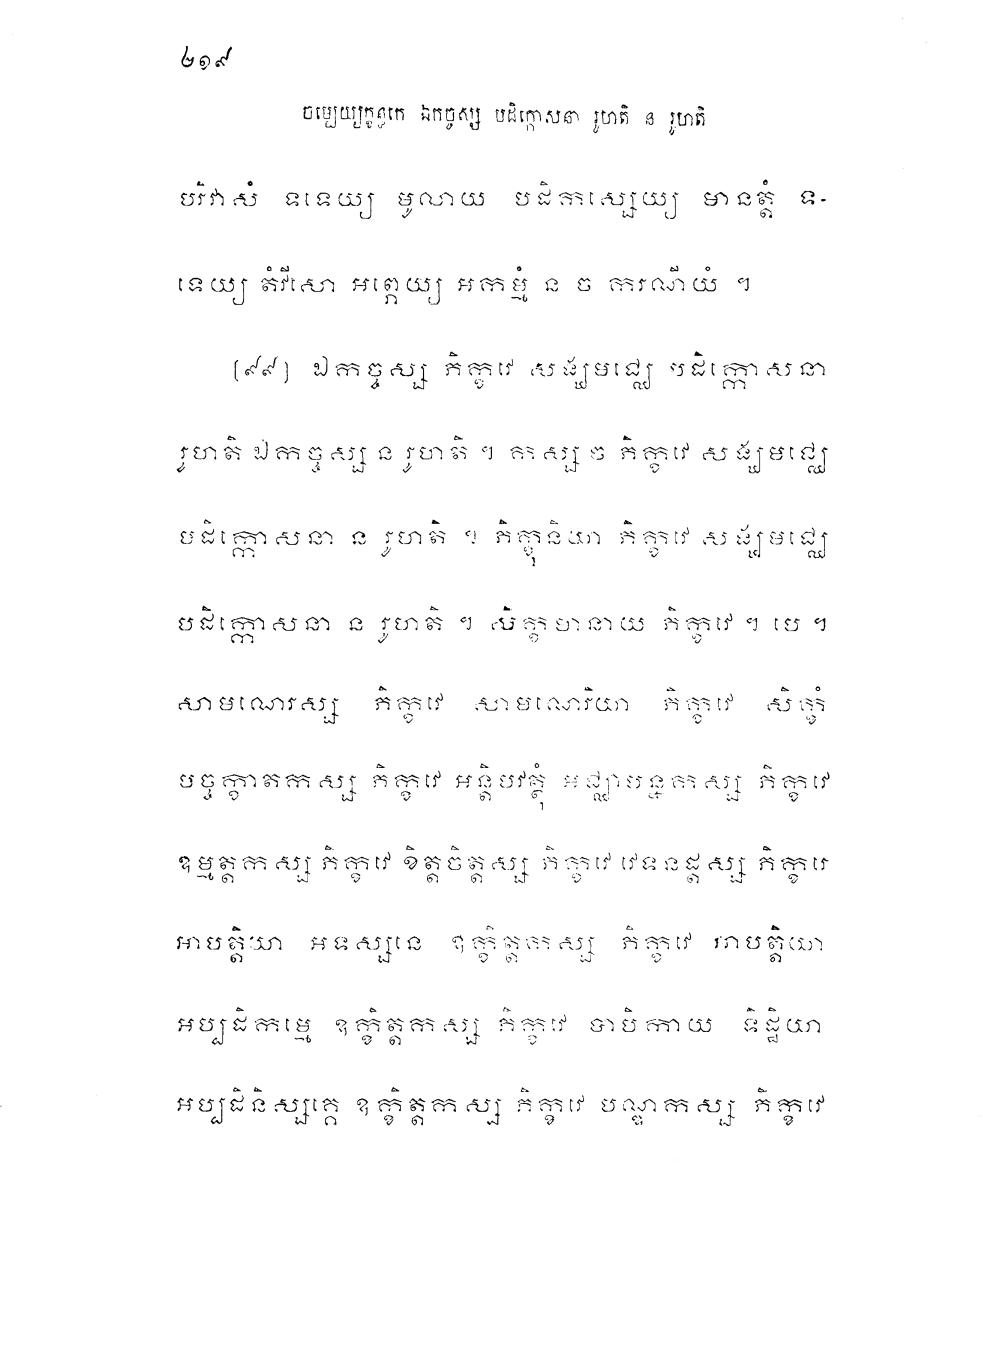 ២១៩
ចម្បេយ្យក្ខន្ធកេ ឯកច្ចស្ស បដិក្កោសនា រូហតិ ន រូហតិ
បរិវាសំ ទទេយ្យ មូលាយ បដិកស្សេយ្យ មានត្តំ ទ-
ទេយ្យ តំវីសោ អព្ភេយ្យ អកម្មំ ន ច ករណីយំ ។
(៩៩) ឯកច្ចស្ស ភិក្ខវេ សង្ឃមជ្ឈេ បដិក្កោសនា
រូហតិ ឯកច្ចស្ស ន រូហតិ ។ កស្ស ច ភិក្ខវេ សង្ឃមជ្ឈេ
បដិក្កោសនា ន រូហតិ ។ ភិក្ខុនិយា ភិក្ខវេ សង្ឃមជ្ឈេ
បដិក្កោសនា ន រូហតិ ។ សិក្ខមានាយ ភិក្ខវេ ។ បេ ។
សាមណេរស្ស ភិក្ខវេ សាមណេរិយា ភិក្ខវេ សិក្ខំ
បច្ចក្ខាតកស្ស ភិក្ខវេ អន្តិមវត្ថុំ អជ្ឈាបន្នកស្ស ភិក្ខវេ
ឧម្មត្តកស្ស ភិក្ខវេ ខិត្តចិត្តស្ស ភិក្ខវេ វេទនដ្ដស្ស ភិក្ខវេ
អាបត្តិយា អទស្សនេ ឧក្ខិត្តកស្ស ភិក្ខវេ អាបត្តិយា
អប្បដិកម្មេ ឧក្ខិត្តកស្ស ភិក្ខវេ បាបិកាយ ទិដ្ឋិយា
អប្បដិនិស្សគ្គេ ឧក្ខិត្តកស្ស ភិក្ខវេ បណ្ឌកស្ស ភិក្ខវេ